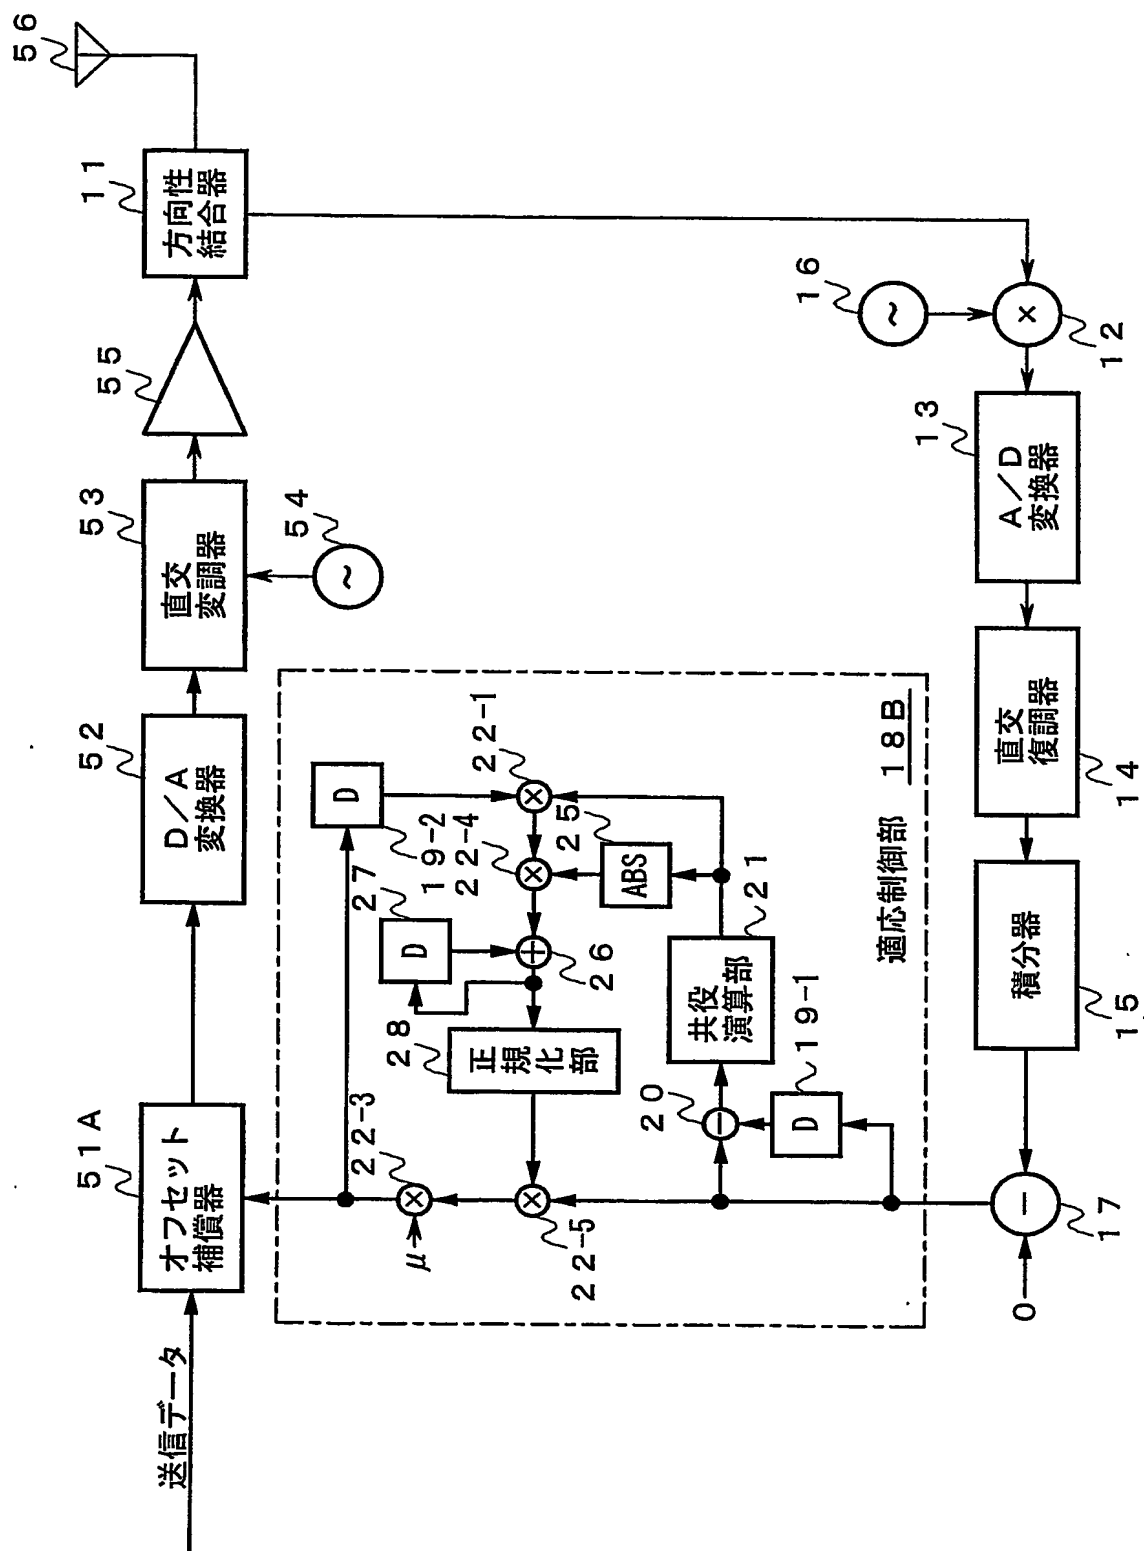 送信データ
51A
オフセット
補償器
52
D/A
変換器
53
直交
変調器
54
~
55
11
方向性
結合器
56
16
~
×
12
13
A/D
変換器
直交
復調器
14
積分器
15
−
17
0
適応制御部
18B
D
19-2
22-1
×
22-4
×
ABS
25
27
D
+
26
28
正規化部
共役
演算部
21
20
−
D
19-1
22-3
×
μ
×
22-5